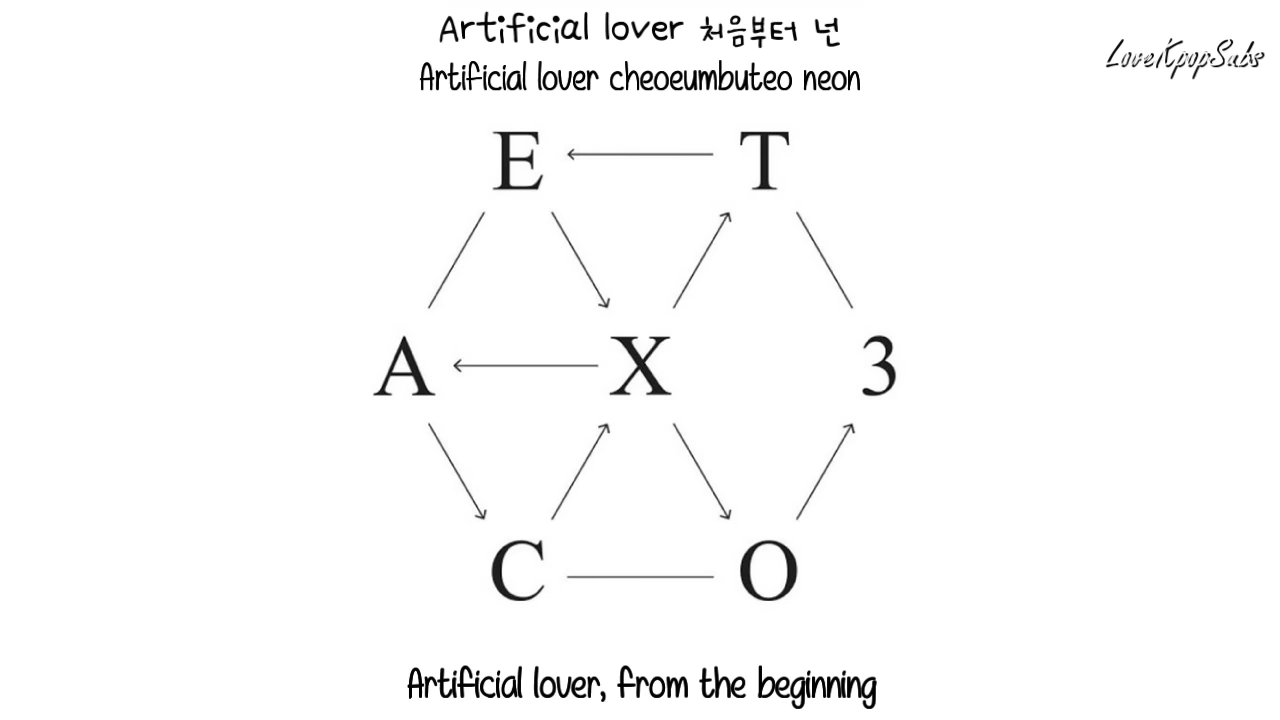 Artificial lover 처음부터 넌
LoveKpopSubs
Artificial lover cheoeumbuteo neon
E T
A X 3
C O
Artificial lover, from the beginning